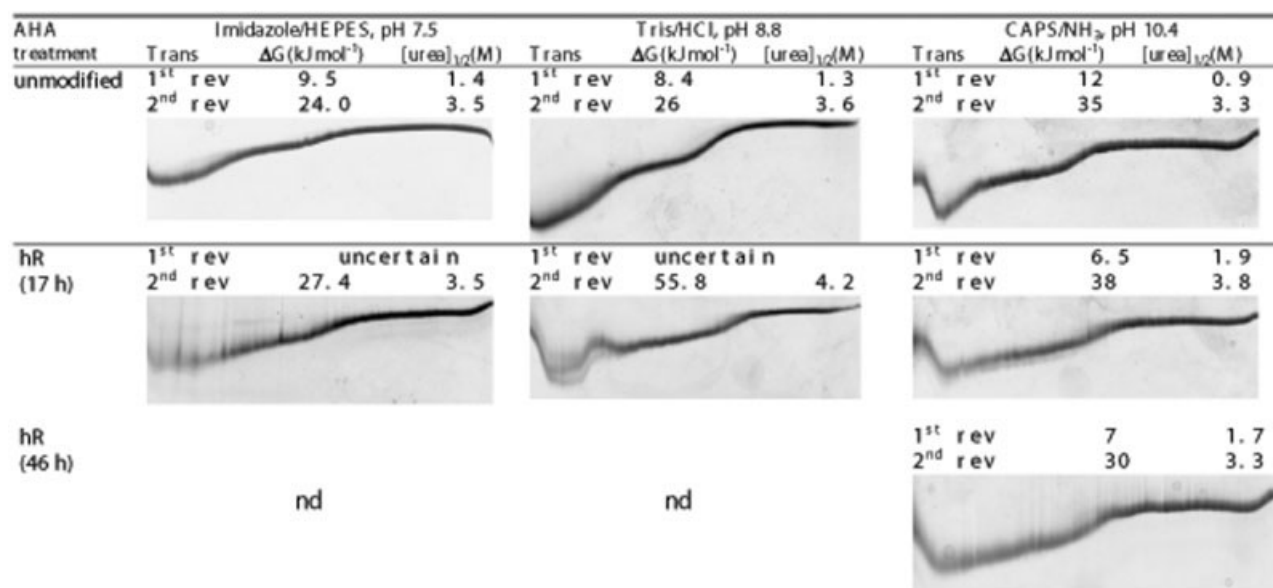 AHA Imidazole/HEPES, pH 7.5 Tris/HCl, pH 8.8 CAPS/NH₃, pH 10.4
treatment Trans ΔG(kJmol⁻¹) [urea]₁/₂(M) ΔG(kJmol⁻¹) [urea]₁/₂(M) Trans ΔG(kJmol⁻¹) [urea]₁/₂(M)
unmodified 1ˢᵗ rev 9.5 1.4 1ˢᵗ rev 8.4 1.3 1ˢᵗ rev 12 0.9
2ⁿᵈ rev 24.0 3.5 2ⁿᵈ rev 26 3.6 2ⁿᵈ rev 35 3.3
hR 1ˢᵗ rev uncertain 1ˢᵗ rev uncertain 1ˢᵗ rev 6.5 1.9
(17 h) 2ⁿᵈ rev 27.4 3.5 2ⁿᵈ rev 55.8 4.2 2ⁿᵈ rev 38 3.8
hR 1ˢᵗ rev 7 1.7
(46 h) 2ⁿᵈ rev 30 3.3
nd nd